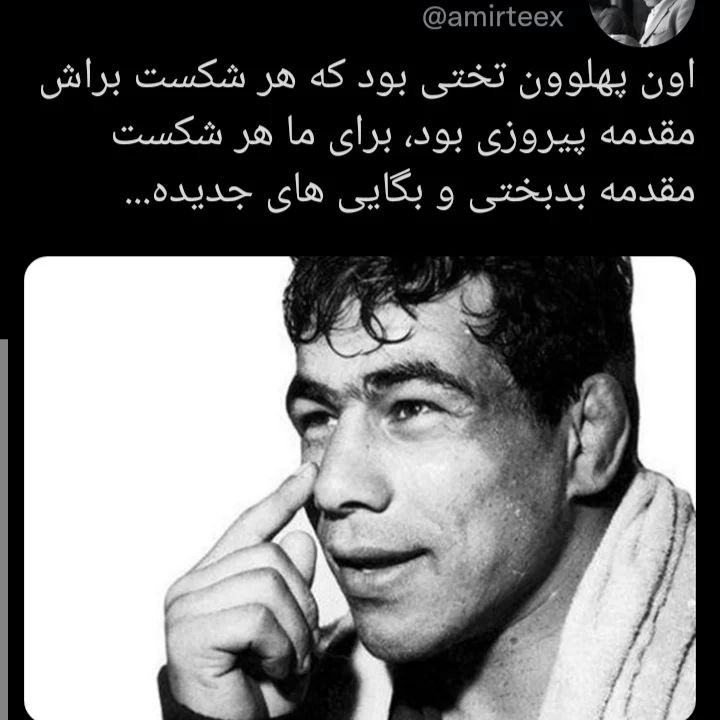 @amirteex
اون پهلوون تختی بود که هر شکست براش
مقدمه پیروزی بود، برای ما هر شکست
مقدمه بدبختی و بگایی های جدیده...